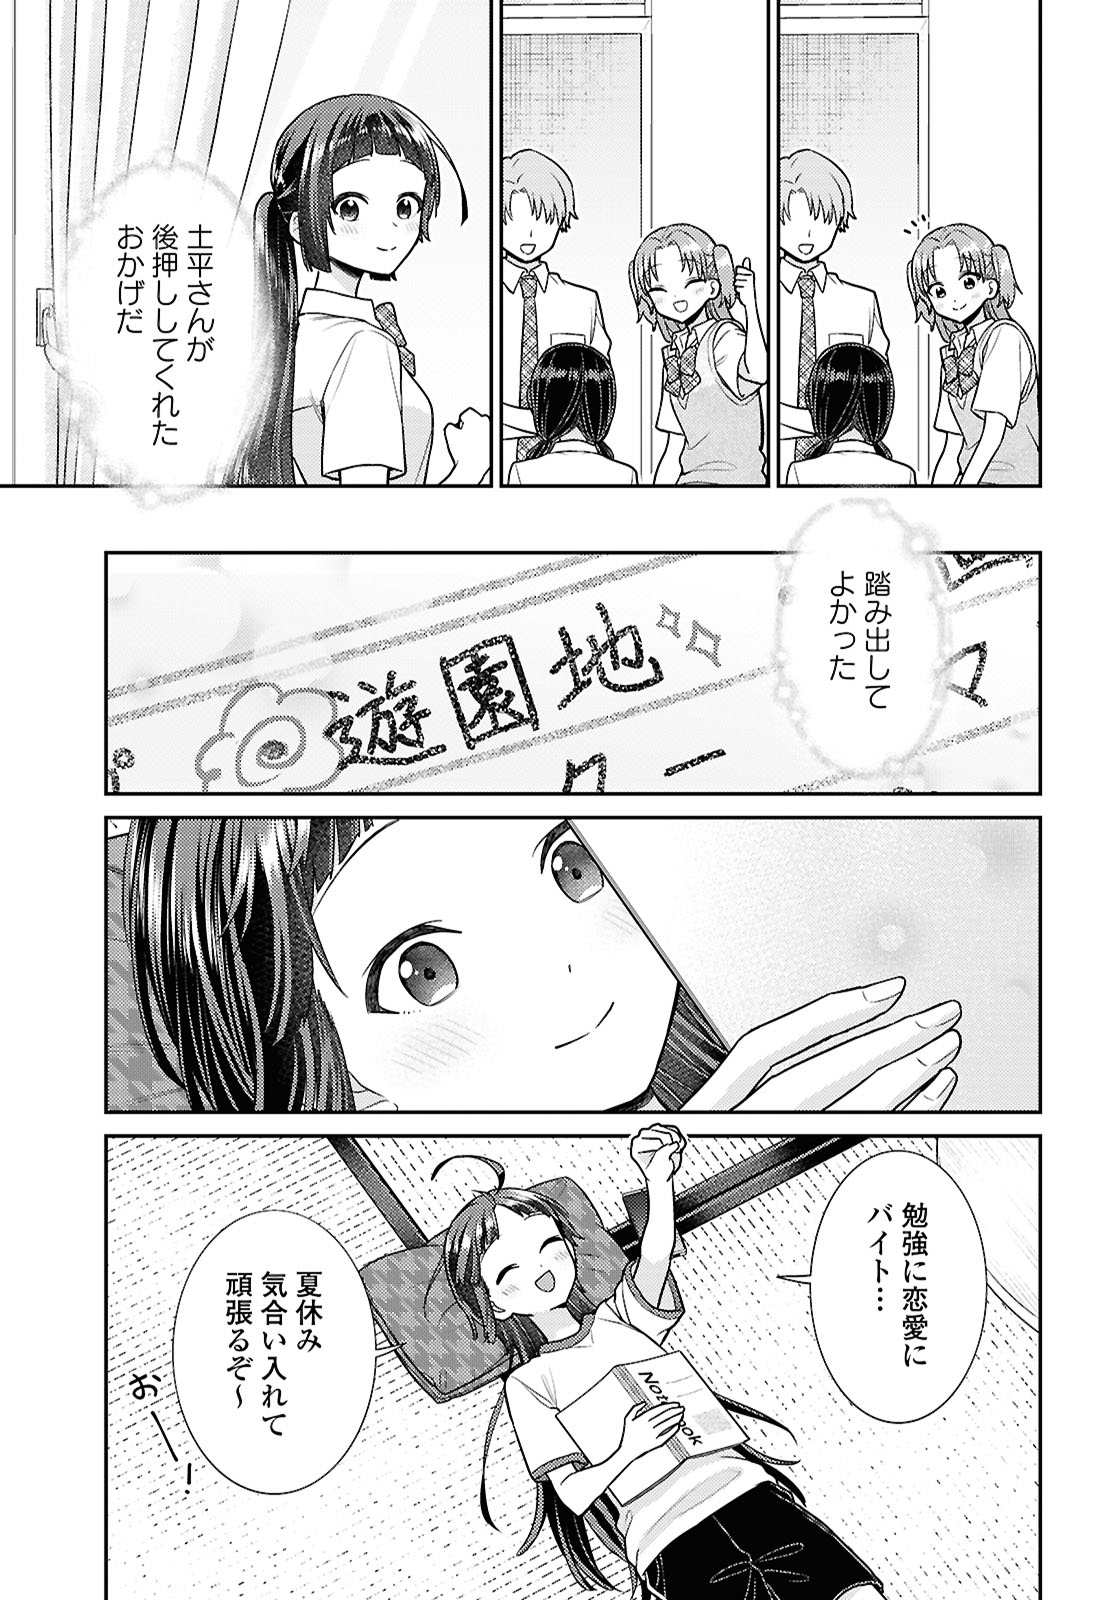 土平さんが
後押ししてくれた
おかげだ
踏み出して
よかった
遊園地
勉強に恋愛に
バイト…
夏休み
気合い入れて
頑張るぞ～
おー！
Notebook